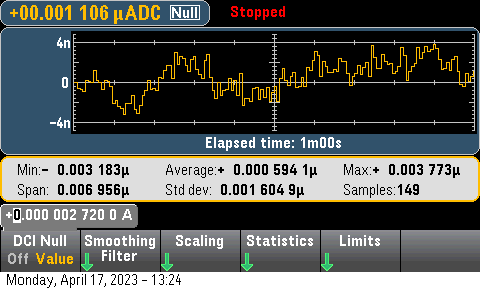 +00.001 106 µADC Null Stopped
4n
0
−4n
Elapsed time: 1m00s
Min:− 0.003 183µ Average:+ 0.000 594 1µ Max:+ 0.003 773µ
Span: 0.006 956µ Std dev: 0.001 604 9µ Samples:149
+0.000 002 720 0 A
DCI Null Smoothing Scaling Statistics Limits
Off Value Filter
Monday, April 17, 2023 – 13:24